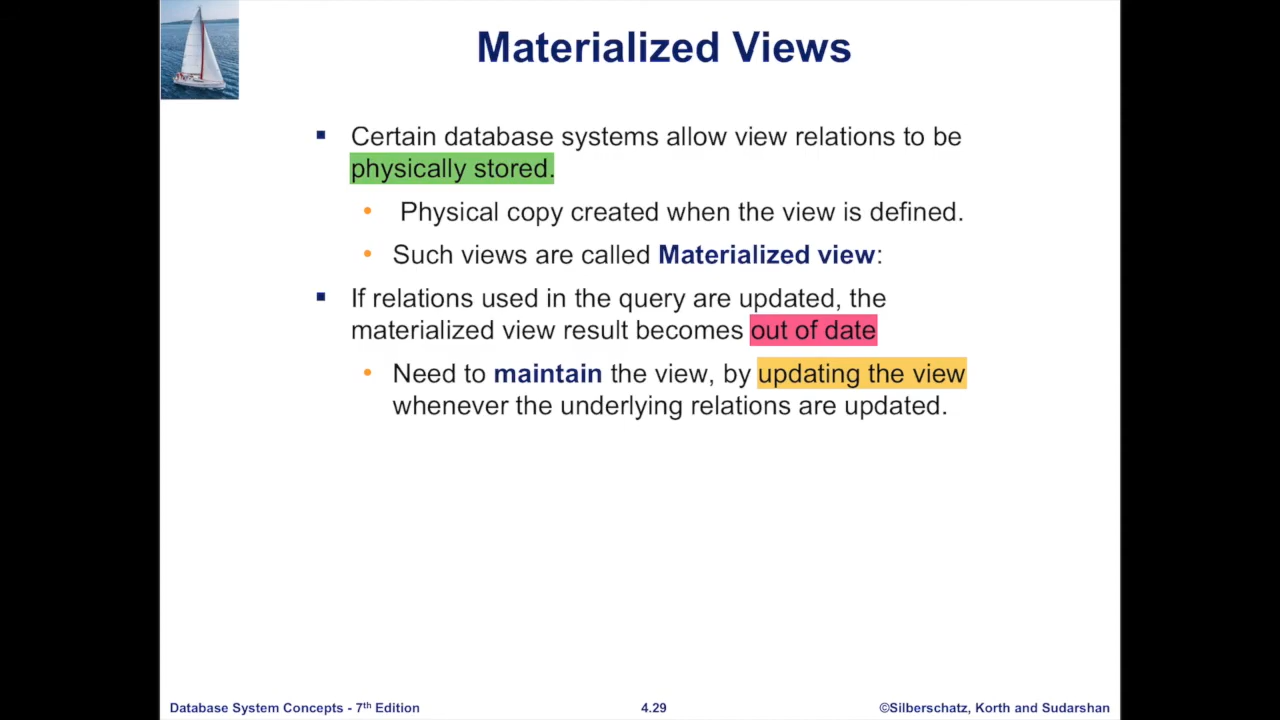 Materialized Views
Certain database systems allow view relations to be
physically stored.
Physical copy created when the view is defined.
Such views are called Materialized view:
If relations used in the query are updated, the
materialized view result becomes out of date
Need to maintain the view, by updating the view
whenever the underlying relations are updated.
Database System Concepts - 7th Edition
4.29
©Silberschatz, Korth and Sudarshan